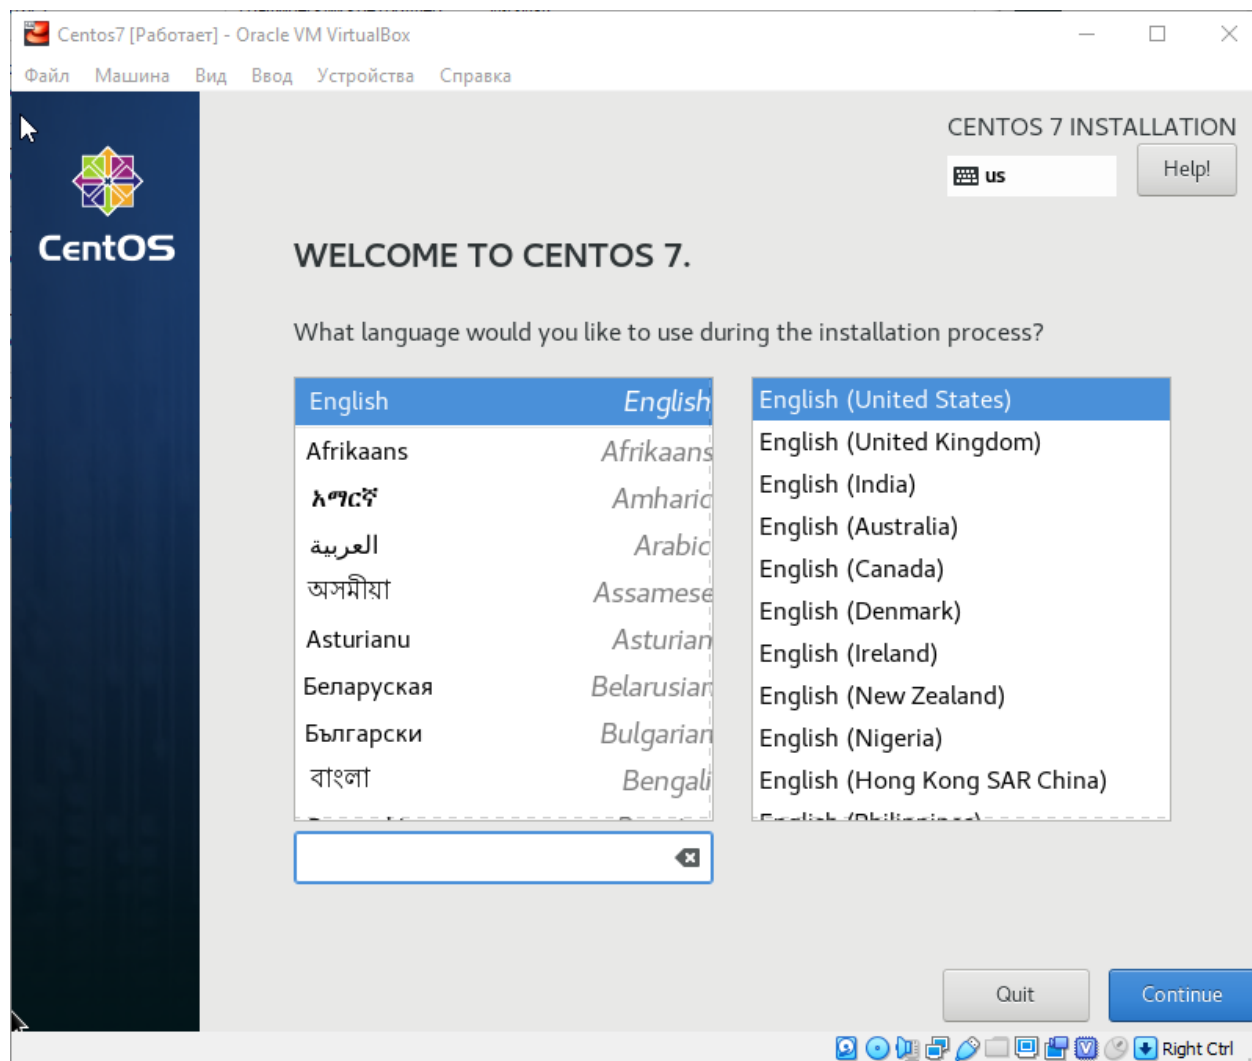 Centos7 [Работает] - Oracle VM VirtualBox
Файл Машина Вид Ввод Устройства Справка
CENTOS 7 INSTALLATION
us
Help!
CentOS
WELCOME TO CENTOS 7.
What language would you like to use during the installation process?
English English
Afrikaans Afrikaans
አማርኛ Amharic
العربية Arabic
অসমীয়া Assamese
Asturianu Asturian
Беларуская Belarusian
Български Bulgarian
বাংলা Bengali
English (United States)
English (United Kingdom)
English (India)
English (Australia)
English (Canada)
English (Denmark)
English (Ireland)
English (New Zealand)
English (Nigeria)
English (Hong Kong SAR China)
English (Philippines)
Quit
Continue
Right Ctrl